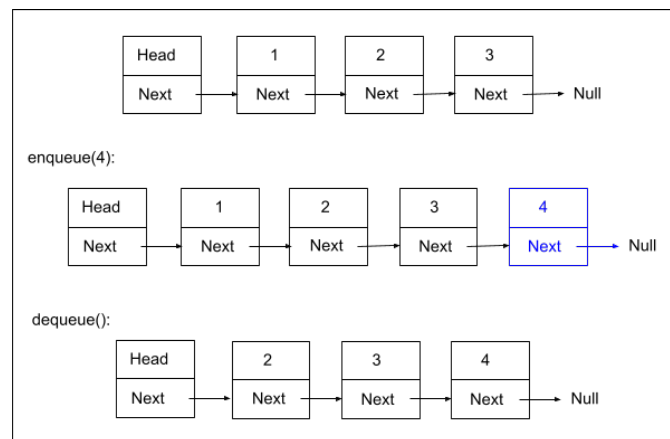 Head 1 2 3
Next Next Next Next Null
enqueue(4):
Head 1 2 3 4
Next Next Next Next Next Null
dequeue():
Head 2 3 4
Next Next Next Next Null